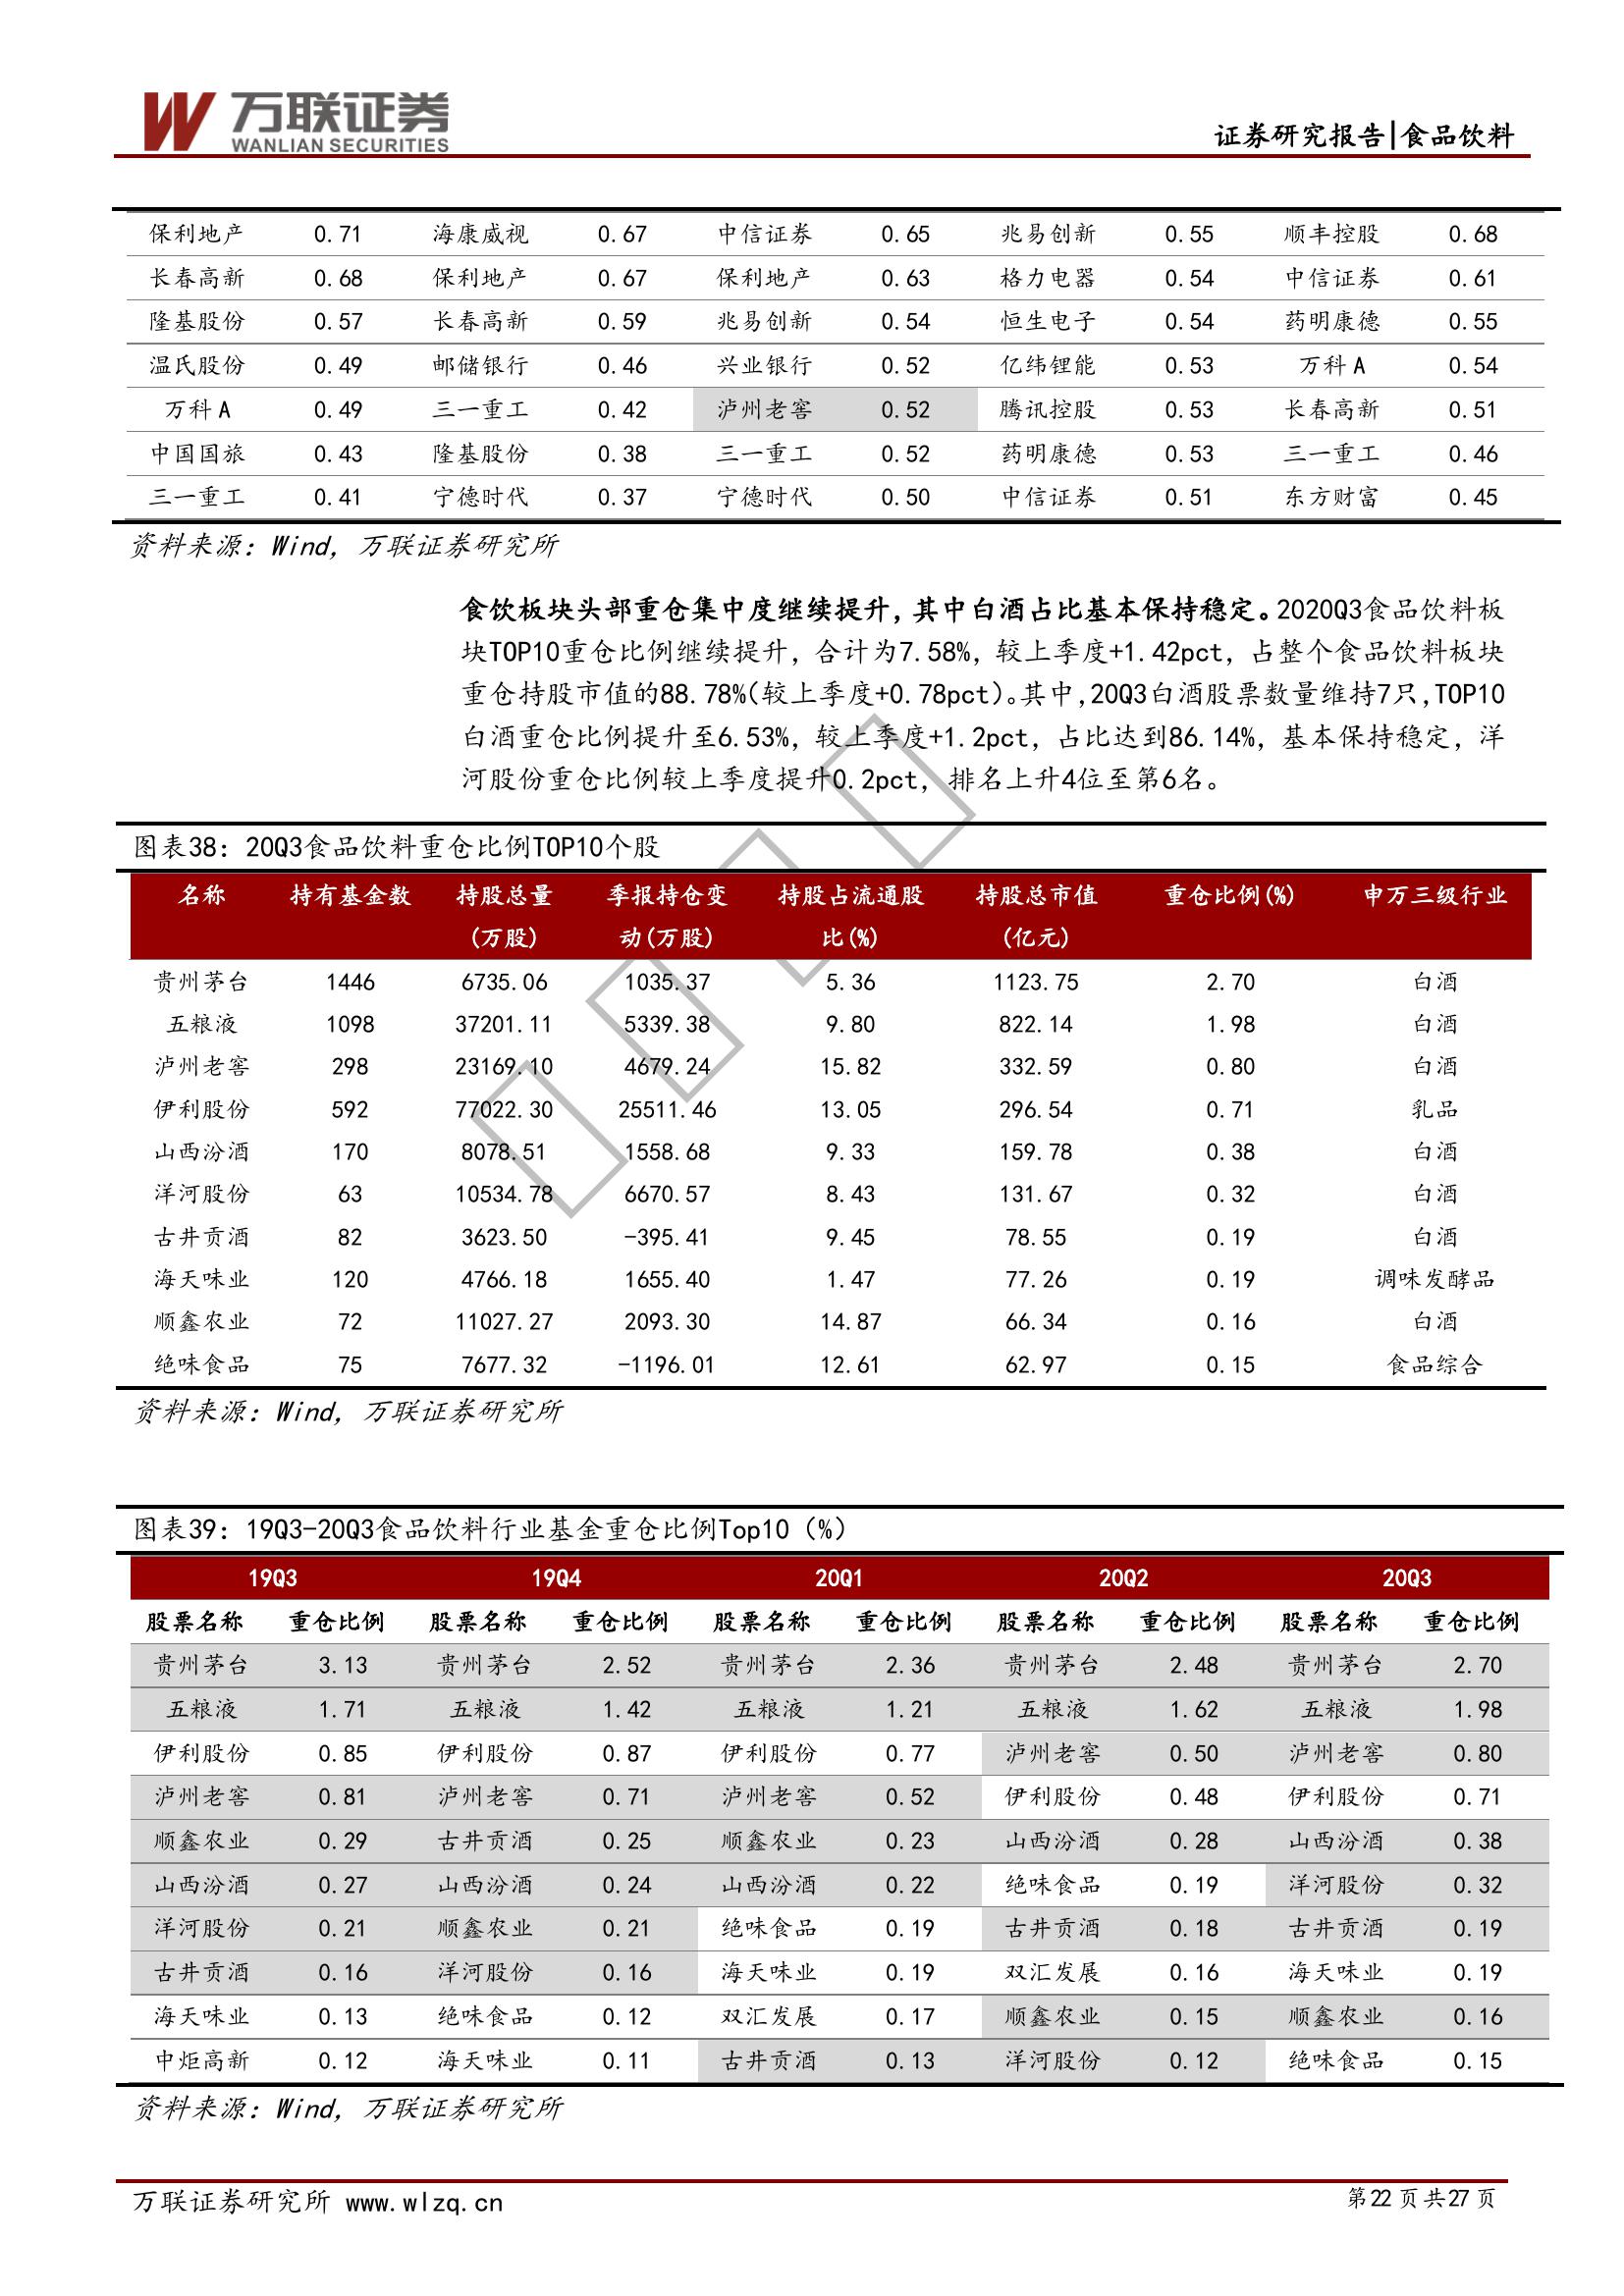 万联证券
WANLIAN SECURITIES
证券研究报告|食品饮料
保利地产 0.71 海康威视 0.67 中信证券 0.65 兆易创新 0.55 顺丰控股 0.68
长春高新 0.68 保利地产 0.67 保利地产 0.63 格力电器 0.54 中信证券 0.61
隆基股份 0.57 长春高新 0.59 兆易创新 0.54 恒生电子 0.54 药明康德 0.55
温氏股份 0.49 邮储银行 0.46 兴业银行 0.52 亿纬锂能 0.53 万科A 0.54
万科A 0.49 三一重工 0.42 泸州老窖 0.52 腾讯控股 0.53 长春高新 0.51
中国国旅 0.43 隆基股份 0.38 三一重工 0.52 药明康德 0.53 三一重工 0.46
三一重工 0.41 宁德时代 0.37 宁德时代 0.50 中信证券 0.51 东方财富 0.45
资料来源：Wind，万联证券研究所
食饮板块头部重仓集中度继续提升，其中白酒占比基本保持稳定。2020Q3食品饮料板
块TOP10重仓比例继续提升，合计为7.58%，较上季度+1.42pct，占整个食品饮料板块
重仓持股市值的88.78%（较上季度+0.78pct）。其中，20Q3白酒股票数量维持7只，TOP10
白酒重仓比例提升至6.53%，较上季度+1.2pct，占比达到86.14%，基本保持稳定，洋
河股份重仓比例较上季度提升0.2pct，排名上升4位至第6名。
图表38：20Q3食品饮料重仓比例TOP10个股
名称 持有基金数 持股总量 季报持仓变 持股占流通股 持股总市值 重仓比例(%) 申万三级行业
(万股) 动(万股) 比(%) (亿元)
贵州茅台 1446 6735.06 1035.37 5.36 1123.75 2.70 白酒
五粮液 1098 37201.11 5339.38 9.80 822.14 1.98 白酒
泸州老窖 298 23169.10 4679.24 15.82 332.59 0.80 白酒
伊利股份 592 77022.30 25511.46 13.05 296.54 0.71 乳品
山西汾酒 170 8078.51 1558.68 9.33 159.78 0.38 白酒
洋河股份 63 10534.78 6670.57 8.43 131.67 0.32 白酒
古井贡酒 82 3623.50 -395.41 9.45 78.55 0.19 白酒
海天味业 120 4766.18 1655.40 1.47 77.26 0.19 调味发酵品
顺鑫农业 72 11027.27 2093.30 14.87 66.34 0.16 白酒
绝味食品 75 7677.32 -1196.01 12.61 62.97 0.15 食品综合
资料来源：Wind，万联证券研究所
图表39：19Q3-20Q3食品饮料行业基金重仓比例Top10（%）
19Q3 19Q4 20Q1 20Q2 20Q3
股票名称 重仓比例 股票名称 重仓比例 股票名称 重仓比例 股票名称 重仓比例 股票名称 重仓比例
贵州茅台 3.13 贵州茅台 2.52 贵州茅台 2.36 贵州茅台 2.48 贵州茅台 2.70
五粮液 1.71 五粮液 1.42 五粮液 1.21 五粮液 1.62 五粮液 1.98
伊利股份 0.85 伊利股份 0.87 伊利股份 0.77 泸州老窖 0.50 泸州老窖 0.80
泸州老窖 0.81 泸州老窖 0.71 泸州老窖 0.52 伊利股份 0.48 伊利股份 0.71
顺鑫农业 0.29 古井贡酒 0.25 顺鑫农业 0.23 山西汾酒 0.28 山西汾酒 0.38
山西汾酒 0.27 山西汾酒 0.24 山西汾酒 0.22 绝味食品 0.19 洋河股份 0.32
洋河股份 0.21 顺鑫农业 0.21 绝味食品 0.19 古井贡酒 0.18 古井贡酒 0.19
古井贡酒 0.16 洋河股份 0.16 海天味业 0.19 双汇发展 0.16 海天味业 0.19
海天味业 0.13 绝味食品 0.12 双汇发展 0.17 顺鑫农业 0.15 顺鑫农业 0.16
中炬高新 0.12 海天味业 0.11 古井贡酒 0.13 洋河股份 0.12 绝味食品 0.15
资料来源：Wind，万联证券研究所
万联证券研究所 www.wlzq.cn 第22页共27页